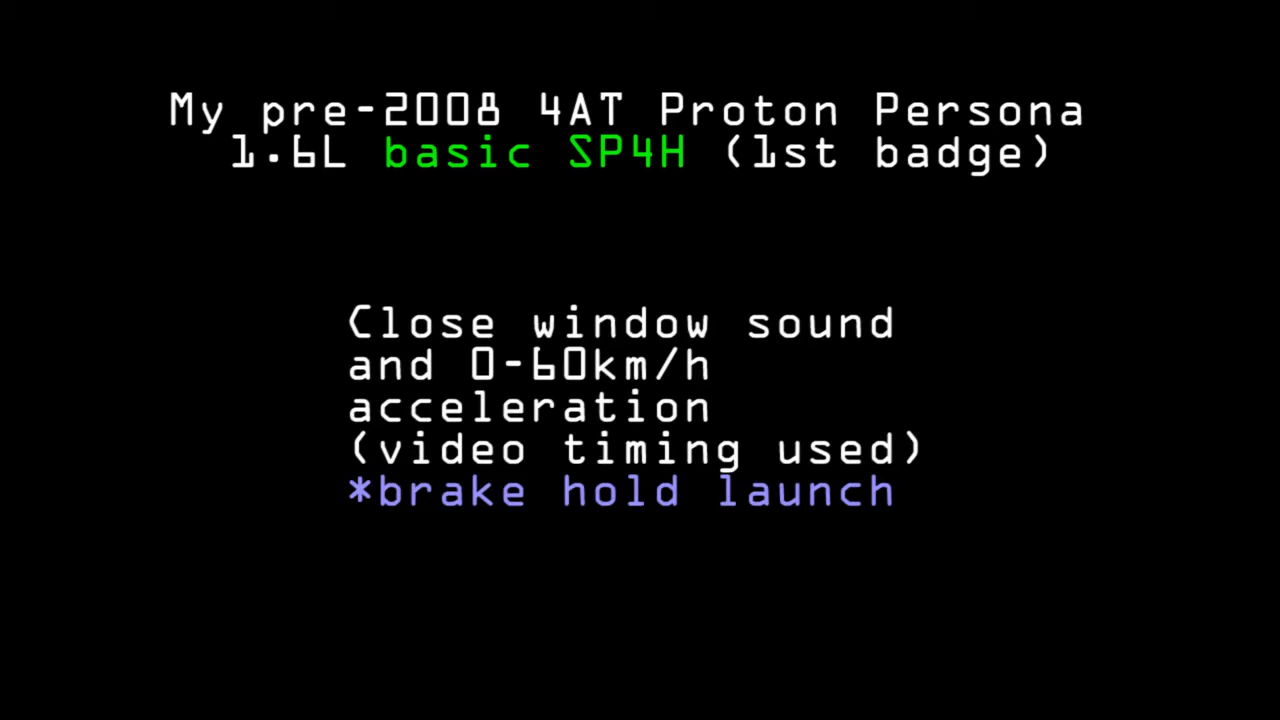 My pre-2008 4AT Proton Persona
1.6L basic SP4H (1st badge)
Close window sound
and 0-60km/h
acceleration
(video timing used)
*brake hold launch